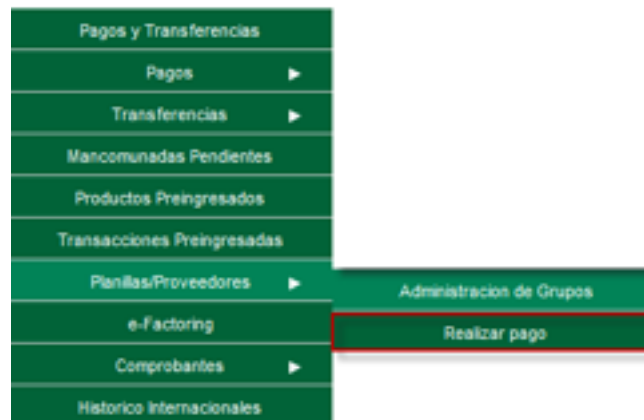 Pagos y Transferencias
Pagos
Transferencias
Mancomunadas Pendientes
Productos Preingresados
Transacciones Preingresadas
Planillas/Proveedores
Administracion de Grupos
e-Factoring
Realizar pago
Comprobantes
Historico Internacionales